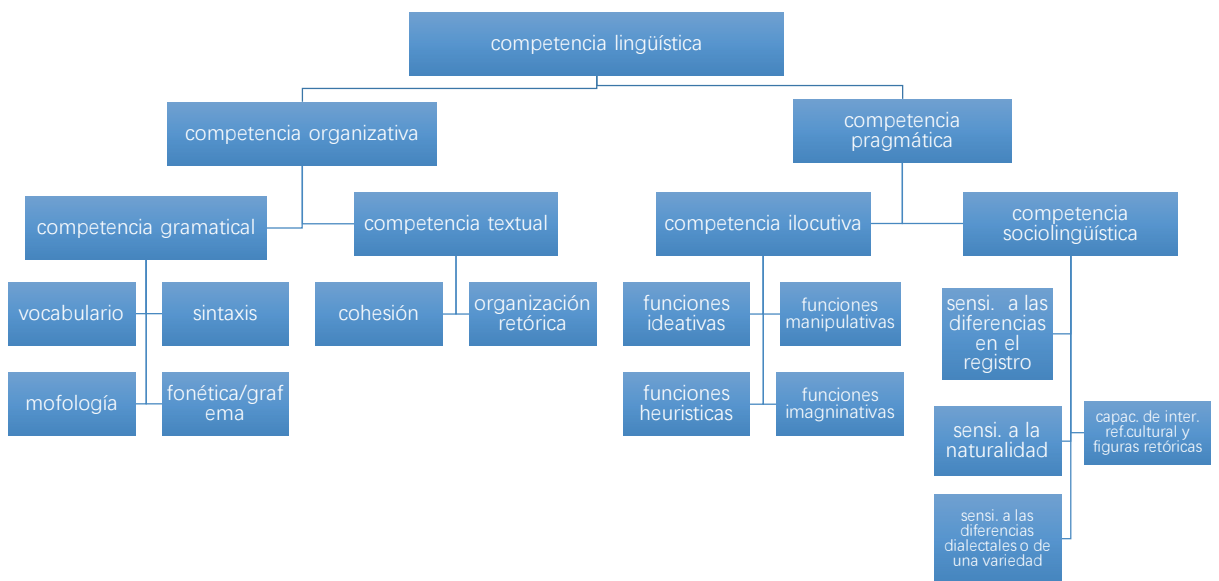 competencia lingüística
competencia organizativa
competencia
pragmática
competencia gramatical
competencia textual
competencia ilocutiva
competencia
sociolingüística
vocabulario
sintaxis
mofología
fonética/graf
ema
cohesión
organización
retórica
funciones
ideativas
funciones
manipulativas
funciones
heuristicas
funciones
imagninativas
sensi. a las
diferencias
en el
registro
sensi. a la
naturalidad
capac. de inter.
ref.cultural y
figuras retóricas
sensi. a las
diferencias
dialectales o de
una variedad